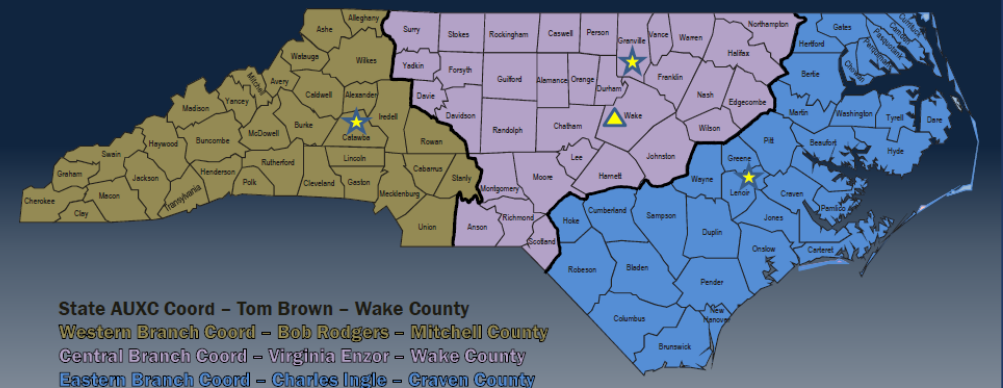 Alleghany
Ashe
Surry
Stokes
Rockingham
Caswell
Person
Granville
Vance
Warren
Northampton
Gates
Camden
Currituck
Pasquotank
Perquimans
Chowan
Hertford
Halifax
Watauga
Wilkes
Yadkin
Forsyth
Guilford
Alamance
Orange
Durham
Franklin
Nash
Edgecombe
Bertie
Mitchell
Avery
Caldwell
Alexander
Iredell
Davie
Davidson
Madison
Yancey
Burke
Catawba
Rowan
Randolph
Chatham
Wake
Wilson
Martin
Washington
Tyrrell
Dare
Haywood
Buncombe
McDowell
Lincoln
Cabarrus
Stanly
Montgomery
Moore
Lee
Harnett
Johnston
Greene
Pitt
Beaufort
Hyde
Swain
Graham
Jackson
Henderson
Rutherford
Polk
Cleveland
Gaston
Mecklenburg
Wayne
Lenoir
Craven
Pamlico
Cherokee
Macon
Clay
Transylvania
Union
Anson
Richmond
Scotland
Hoke
Cumberland
Sampson
Duplin
Jones
Carteret
Onslow
Robeson
Bladen
Pender
Columbus
New
Hanover
Brunswick
State AUXC Coord – Tom Brown – Wake County
Western Branch Coord – Bob Rodgers – Mitchell County
Central Branch Coord – Virginia Enzor – Wake County
Eastern Branch Coord – Charles Ingle – Craven County